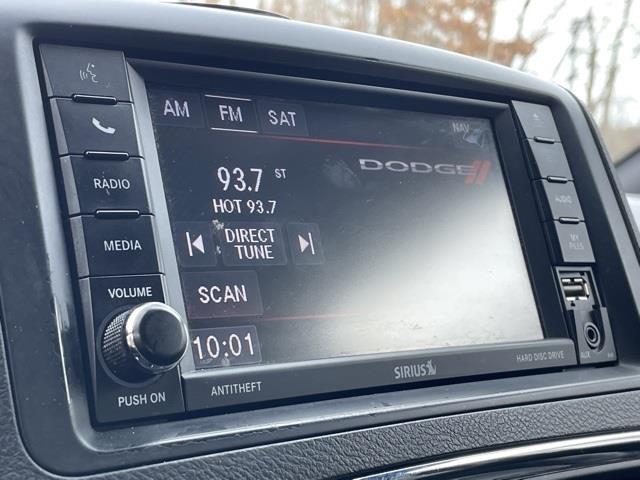 AM FM SAT
NAV
93.7 ST
HOT 93.7
DODGE
DIRECT
TUNE
SCAN
10:01
RADIO
MEDIA
VOLUME
PUSH ON
ANTITHEFT
SIRIUS
HARD DISC DRIVE
AUDIO
MY
FILES
AUX